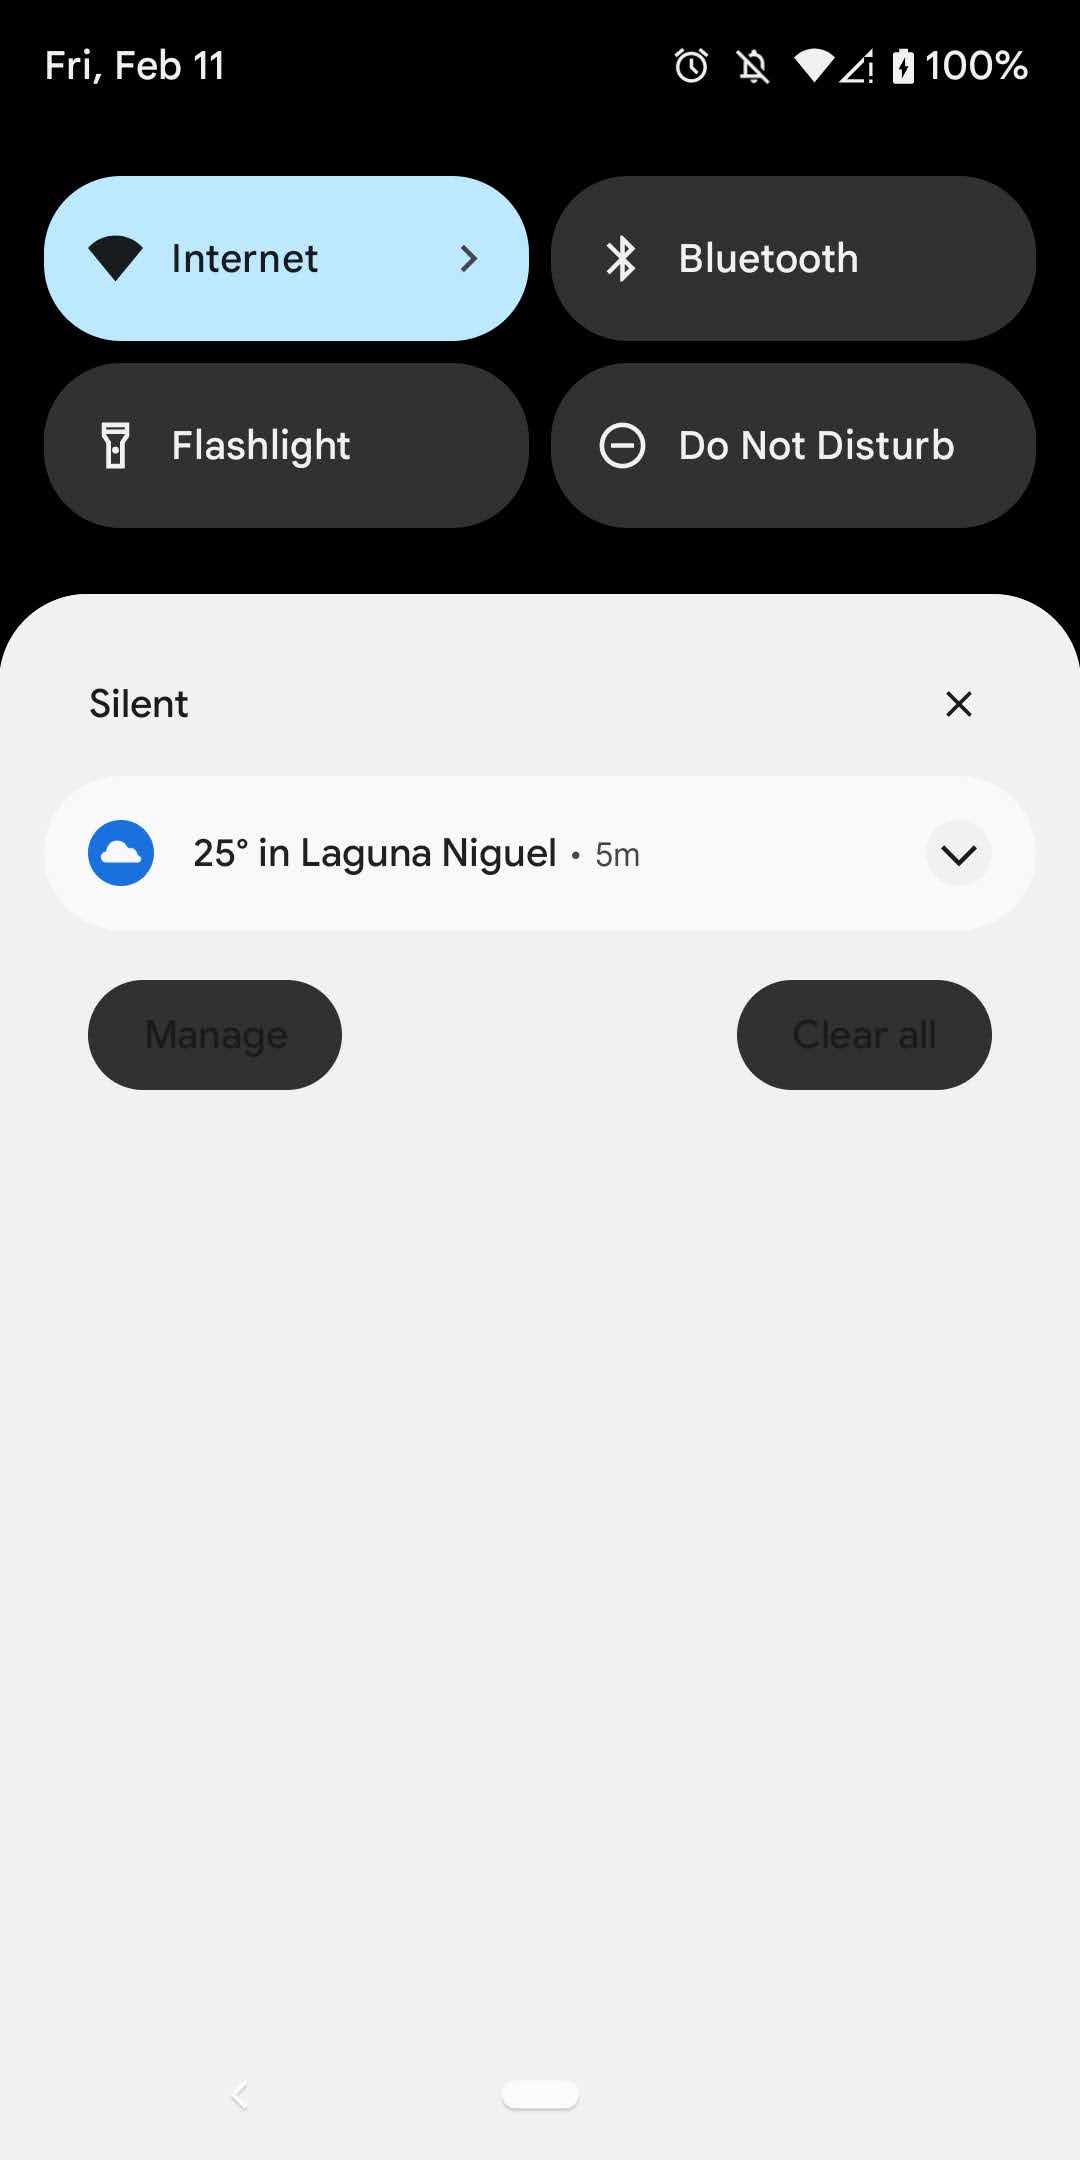 Fri, Feb 11 100%
Internet
Bluetooth
Flashlight
Do Not Disturb
Silent
25° in Laguna Niguel • 5m
Manage
Clear all